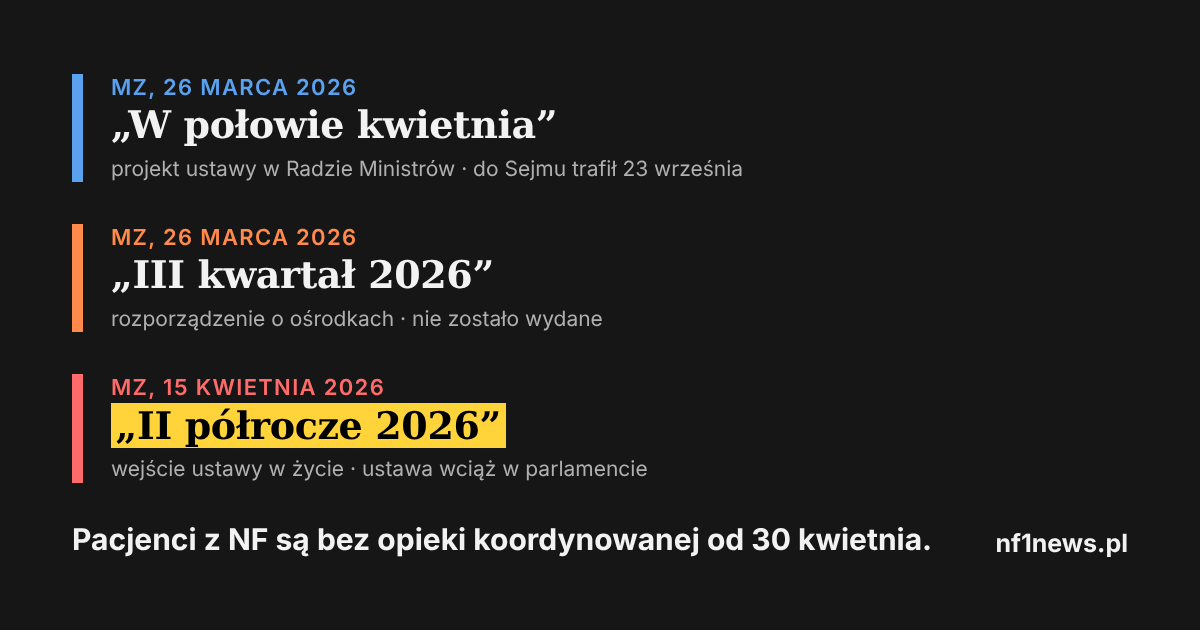 MZ, 26 MARCA 2026
„W połowie kwietnia”
projekt ustawy w Radzie Ministrów · do Sejmu trafił 23 września
MZ, 26 MARCA 2026
„III kwartał 2026”
rozporządzenie o ośrodkach · nie zostało wydane
MZ, 15 KWIETNIA 2026
„II półrocze 2026”
wejście ustawy w życie · ustawa wciąż w parlamencie
Pacjenci z NF są bez opieki koordynowanej od 30 kwietnia.
nf1news.pl